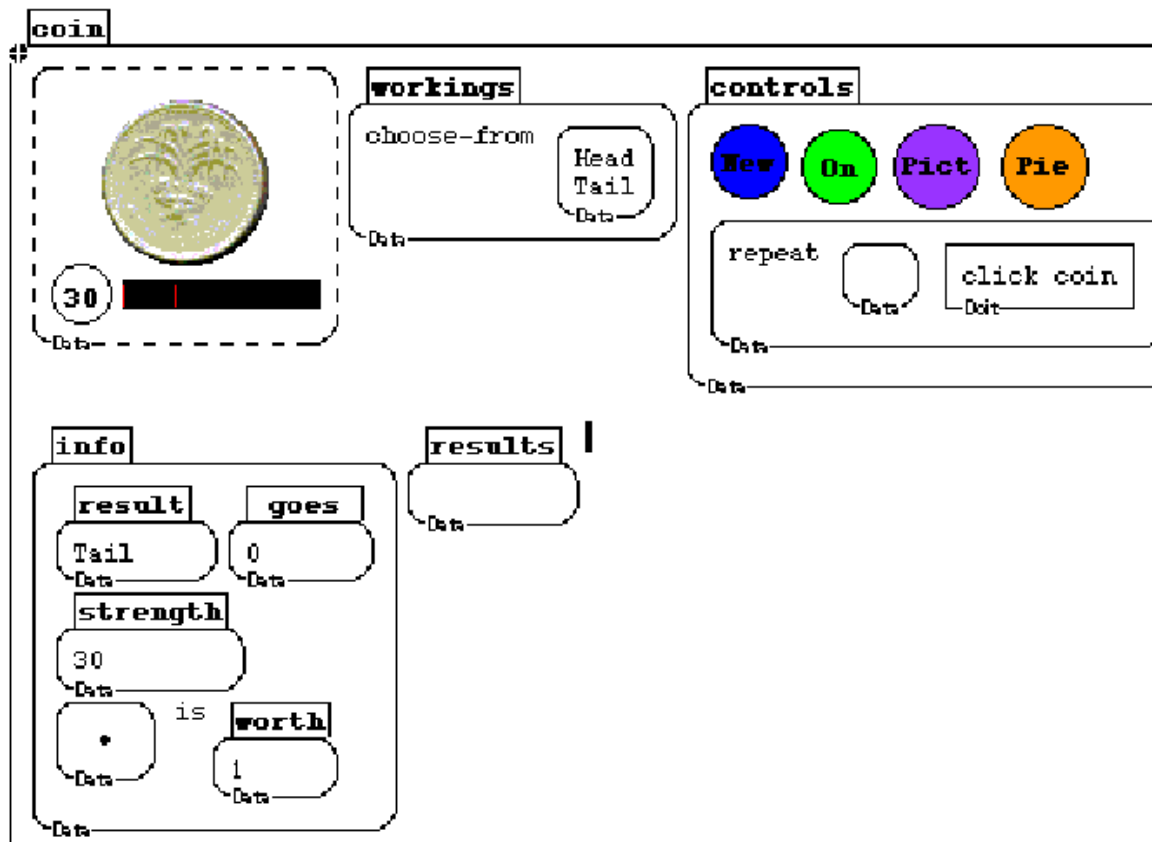 coin
30
Data
workings
choose-from
Head
Tail
Data
Data
controls
New
On
Pict
Pie
repeat
Data
click coin
Doit
Data
Data
info
result
Tail
Data
goes
0
Data
strength
30
Data
Data
is
worth
1
Data
Data
results
Data